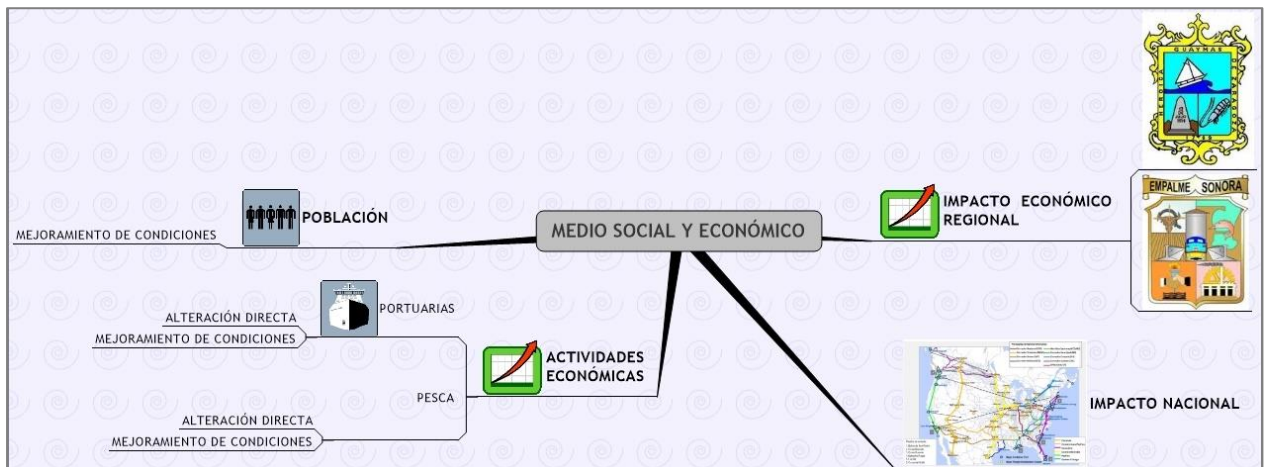 GUAYMAS
EMPALME SONORA
IMPACTO ECONÓMICO
REGIONAL
POBLACIÓN
MEJORAMIENTO DE CONDICIONES
MEDIO SOCIAL Y ECONÓMICO
PORTUARIAS
ALTERACIÓN DIRECTA
MEJORAMIENTO DE CONDICIONES
ACTIVIDADES
ECONÓMICAS
PESCA
ALTERACIÓN DIRECTA
MEJORAMIENTO DE CONDICIONES
IMPACTO NACIONAL